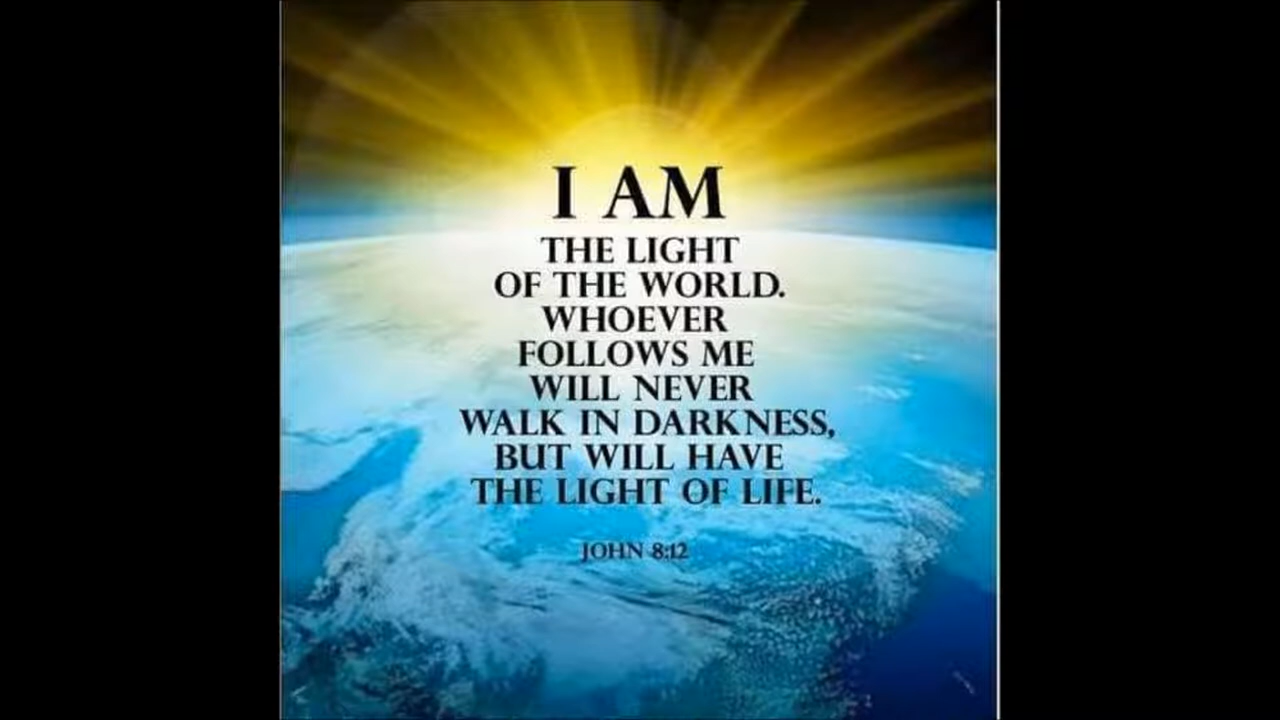 I AM
THE LIGHT
OF THE WORLD.
WHOEVER
FOLLOWS ME
WILL NEVER
WALK IN DARKNESS,
BUT WILL HAVE
THE LIGHT OF LIFE.
JOHN 8:12